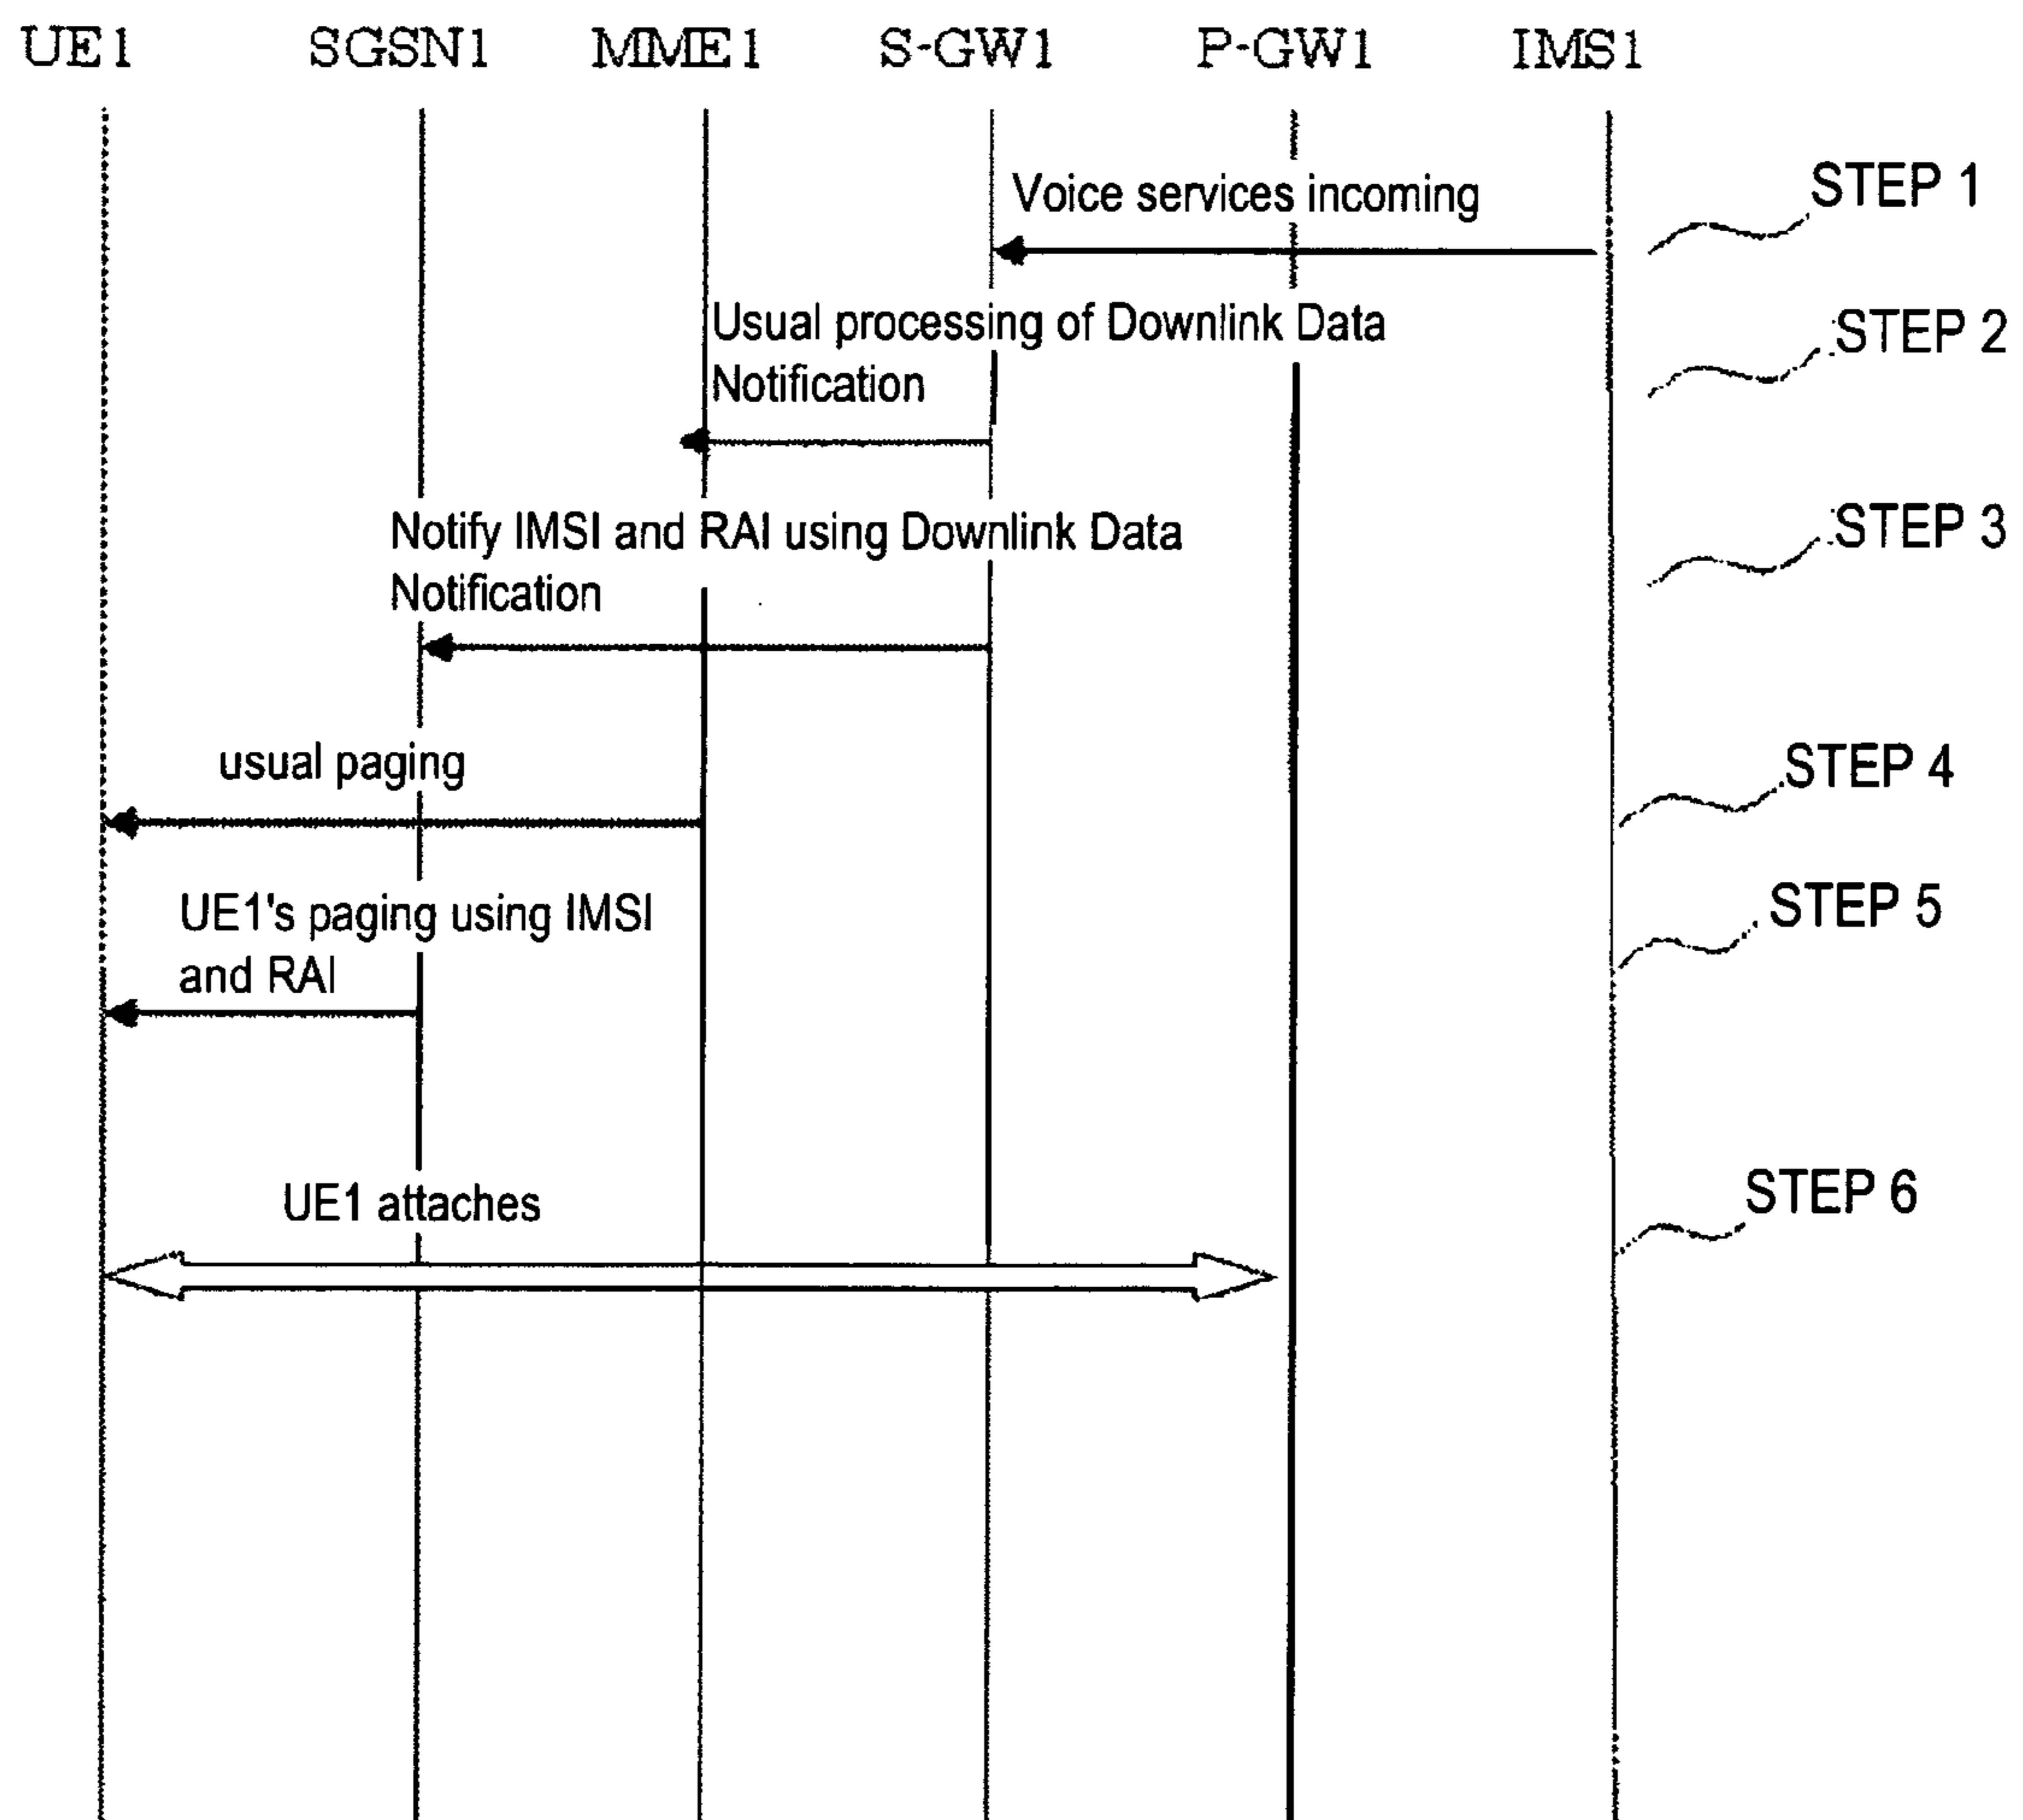 UE1 SGSN1 MME1 S-GW1 P-GW1 IMS1
Voice services incoming
STEP 1
Usual processing of Downlink Data
Notification
STEP 2
Notify IMSI and RAI using Downlink Data
Notification
STEP 3
usual paging
STEP 4
UE1's paging using IMSI
and RAI
STEP 5
UE1 attaches
STEP 6